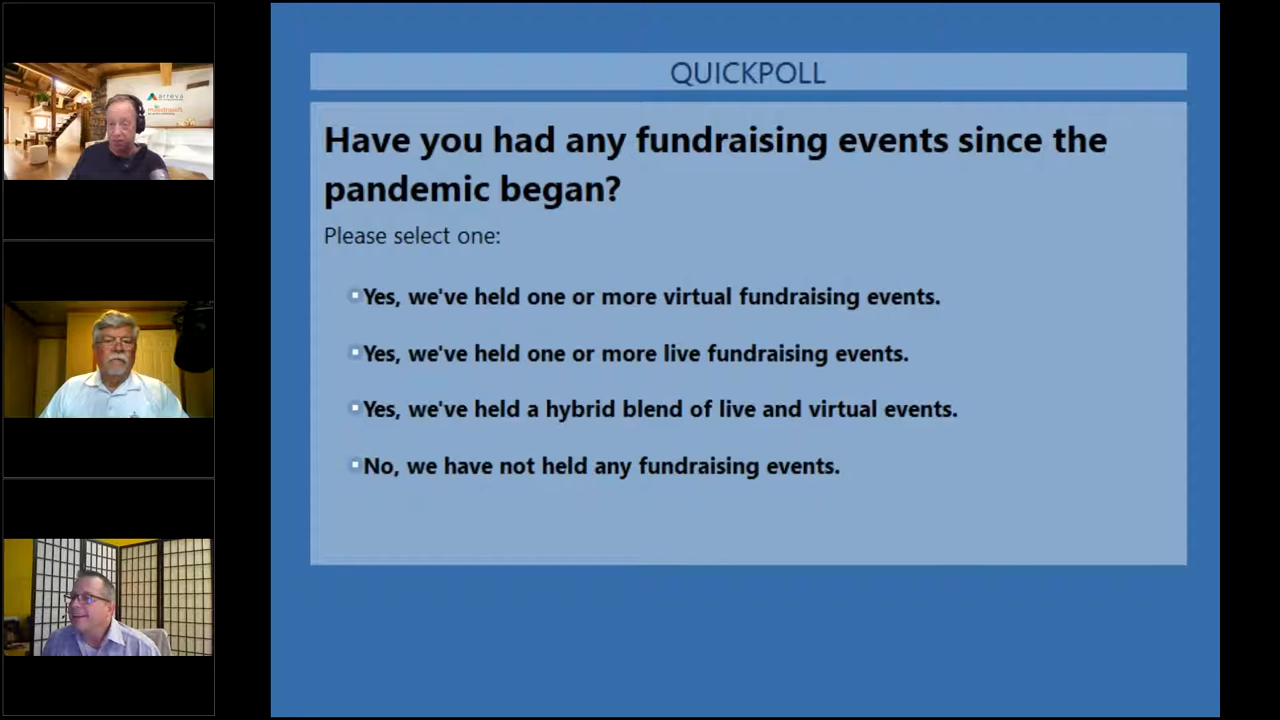 arreva
QUICKPOLL
Have you had any fundraising events since the
pandemic began?
Please select one:
Yes, we've held one or more virtual fundraising events.
Yes, we've held one or more live fundraising events.
Yes, we've held a hybrid blend of live and virtual events.
No, we have not held any fundraising events.